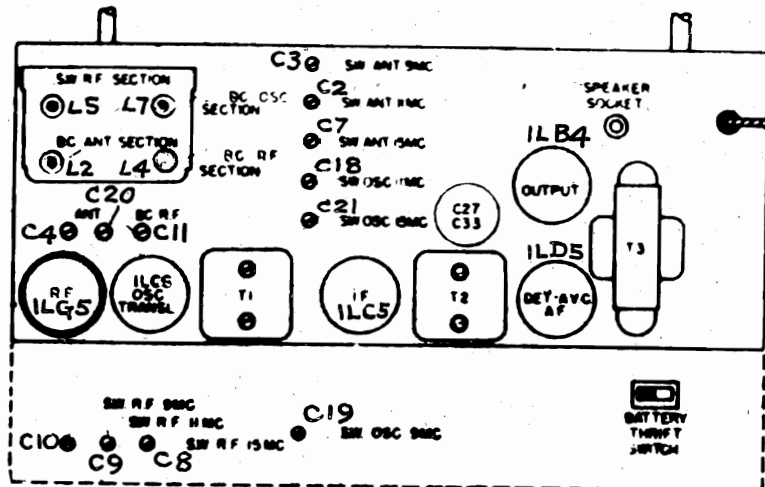 C3 SW ANT 9MC
SW RF SECTION
L5 L7
BC OSC
SECTION
C2
SW ANT 11MC
SPEAKER
SOCKET
BC ANT SECTION
L2 L4
BC RF
SECTION
C7
SW ANT 15MC
1LB4
OUTPUT
C18
SW OSC 11MC
C20
C21
SW OSC 15MC
C27
C33
C4 ANT BC RF C11
RF
1LG5
1LC6
OSC
TRANSL
T1
IF
1LC5
T2
1LD5
DET-AVC
AF
T3
SW RF 9MC
SW RF 11MC
SW RF 15MC
C10 C9 C8
C19
SW OSC 9MC
BATTERY
THRIFT
SWITCH